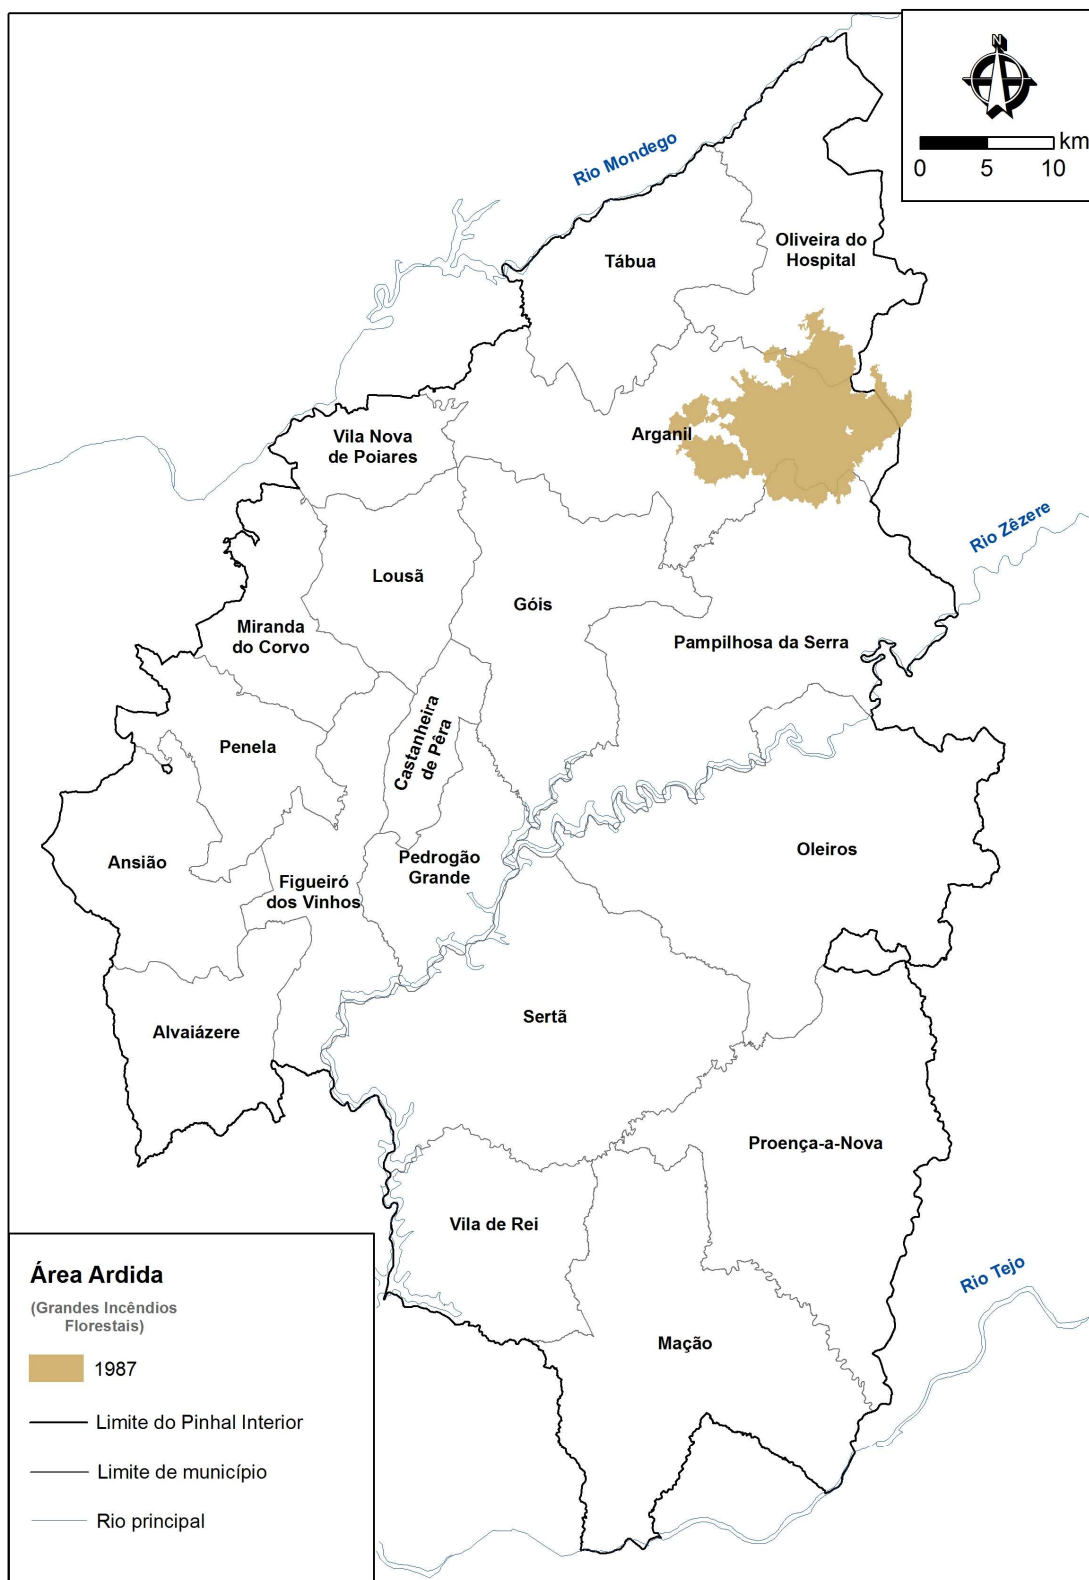 N
km
0 5 10
Rio Mondego
Oliveira do
Hospital
Tábua
Arganil
Vila Nova
de Poiares
Rio Zêzere
Lousã
Góis
Miranda
do Corvo
Pampilhosa da Serra
Castanheira
de Pêra
Penela
Oleiros
Ansião
Pedrogão
Grande
Figueiró
dos Vinhos
Sertã
Alvaiázere
Proença-a-Nova
Vila de Rei
Rio Tejo
Mação
Área Ardida
(Grandes Incêndios
Florestais)
1987
Limite do Pinhal Interior
Limite de município
Rio principal